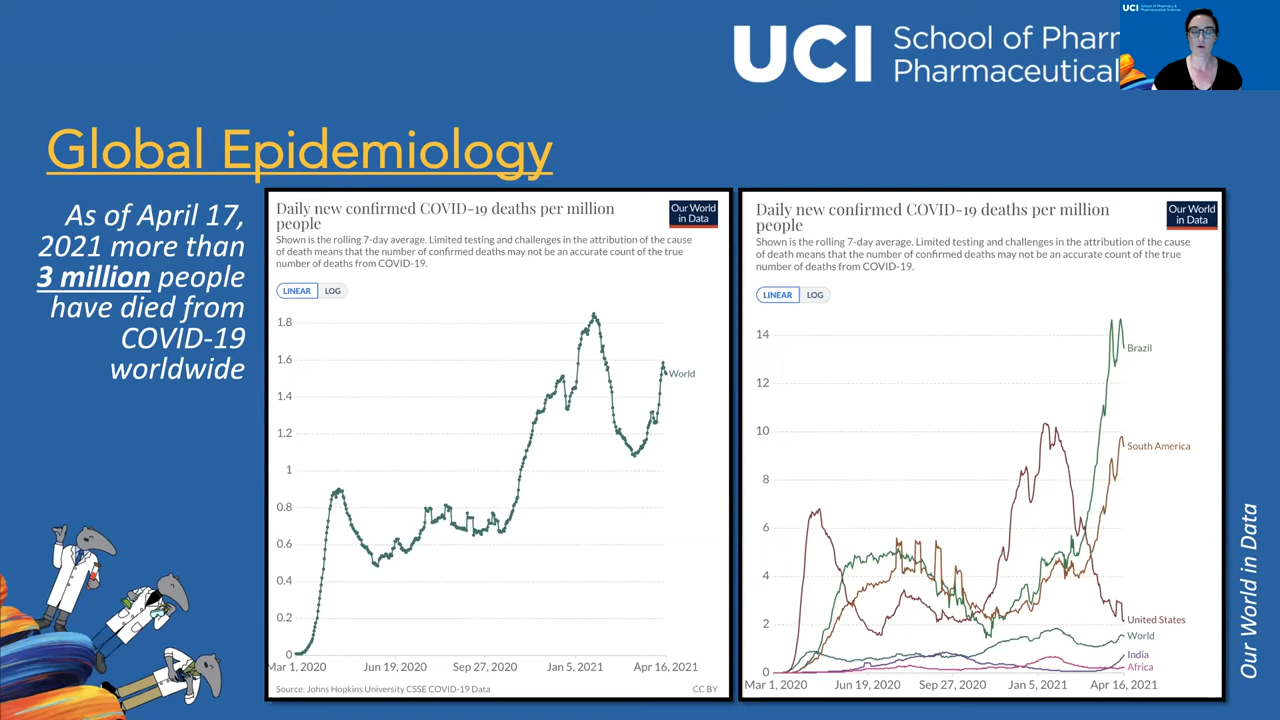 UCI
School of Pharm
Pharmaceutical
UCI School of Pharmacy &
Pharmaceutical Sciences
Global Epidemiology
As of April 17,
2021 more than
3 million people
have died from
COVID-19
worldwide
Daily new confirmed COVID-19 deaths per million
people
Our World
in Data
Shown is the rolling 7-day average. Limited testing and challenges in the attribution of the cause
of death means that the number of confirmed deaths may not be an accurate count of the true
number of deaths from COVID-19.
LINEAR LOG
1.8
1.6
1.4
1.2
1
0.8
0.6
0.4
0.2
0
World
Mar 1, 2020 Jun 19, 2020 Sep 27, 2020 Jan 5, 2021 Apr 16, 2021
Source: Johns Hopkins University CSSE COVID-19 Data CC BY
Daily new confirmed COVID-19 deaths per million
people
Our World
in Data
Shown is the rolling 7-day average. Limited testing and challenges in the attribution of the cause
of death means that the number of confirmed deaths may not be an accurate count of the true
number of deaths from COVID-19.
LINEAR LOG
14
12
10
8
6
4
2
0
Brazil
South America
United States
World
India
Africa
Mar 1, 2020 Jun 19, 2020 Sep 27, 2020 Jan 5, 2021 Apr 16, 2021
Our World in Data